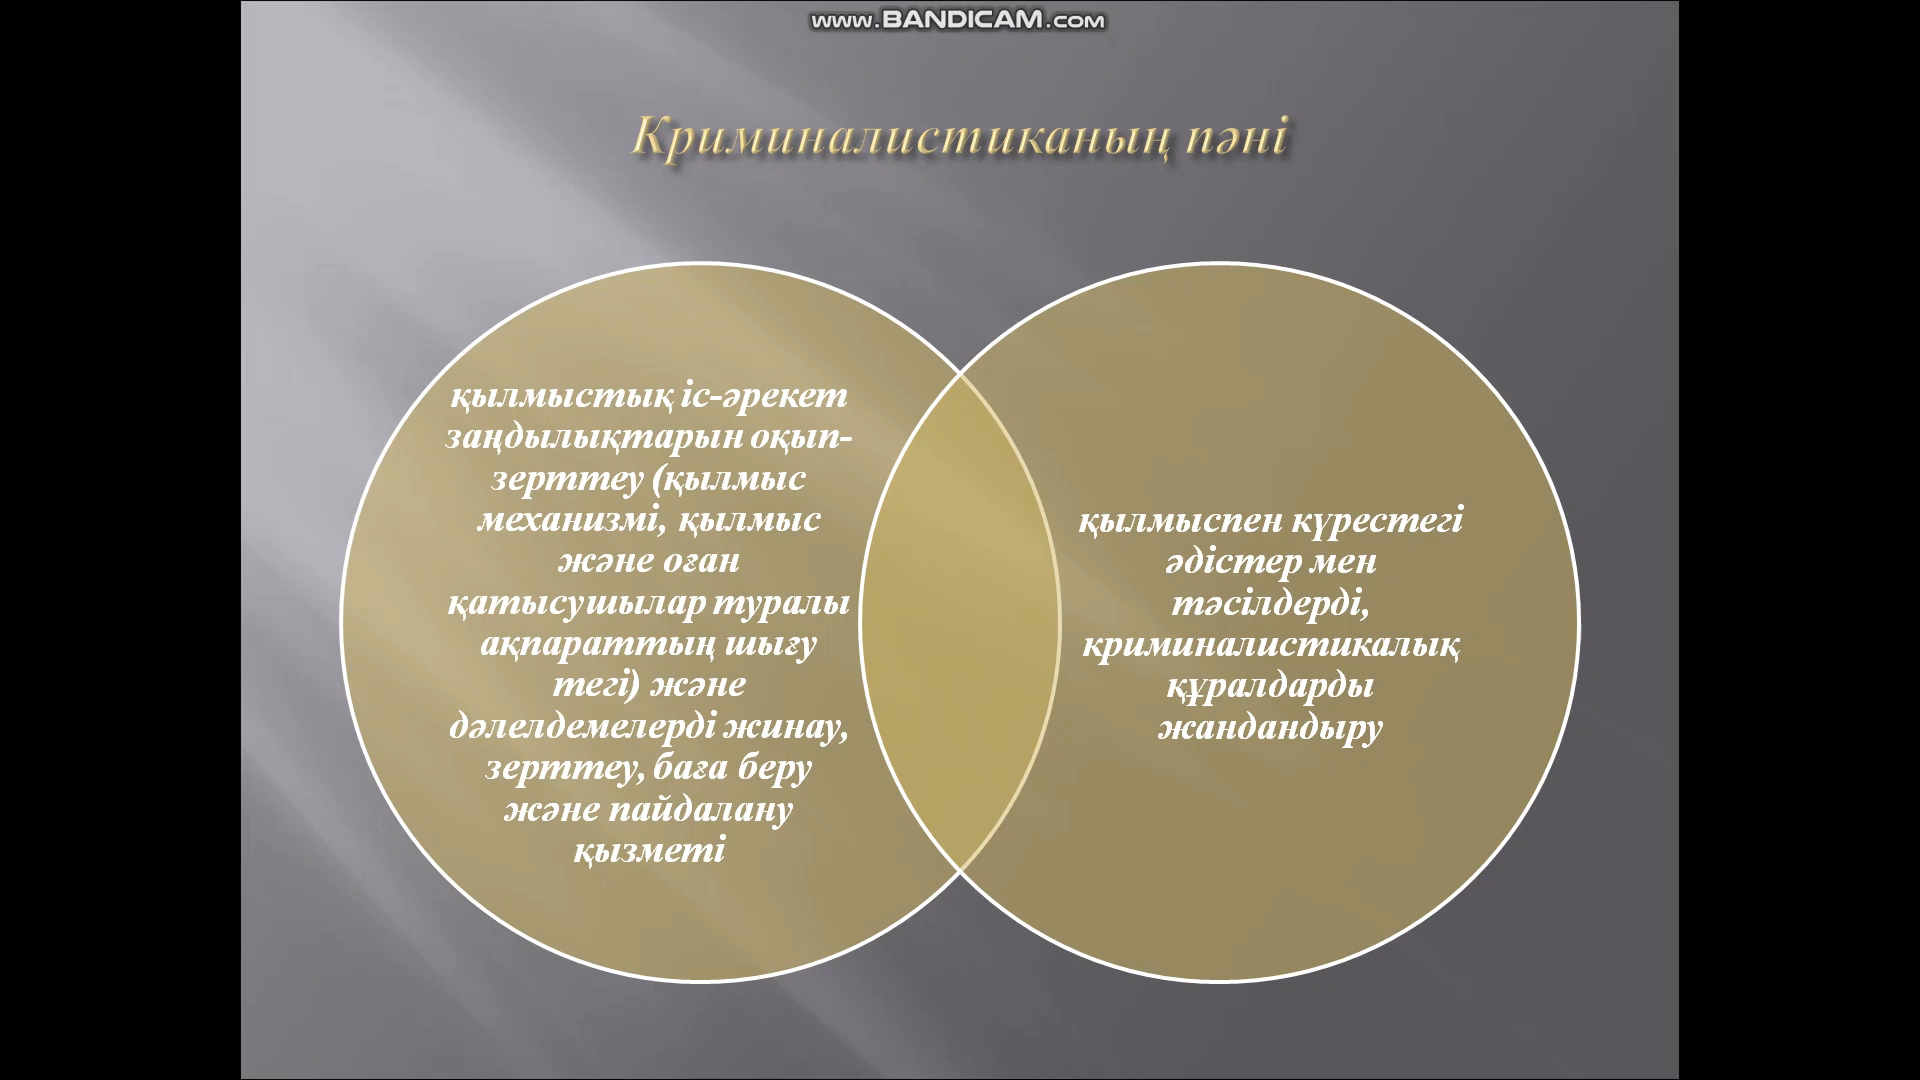 www.BANDICAM.com
Криминалистиканың пәні
қылмыстық іс-әрекет
заңдылықтарын оқып-
зерттеу (қылмыс
механизмі, қылмыс
және оған
қатысушылар туралы
ақпараттың шығу
тегі) және
дәлелдемелерді жинау,
зерттеу, баға беру
және пайдалану
қызметі
қылмыспен күрестегі
әдістер мен
тәсілдерді,
криминалистикалық
құралдарды
жандандыру